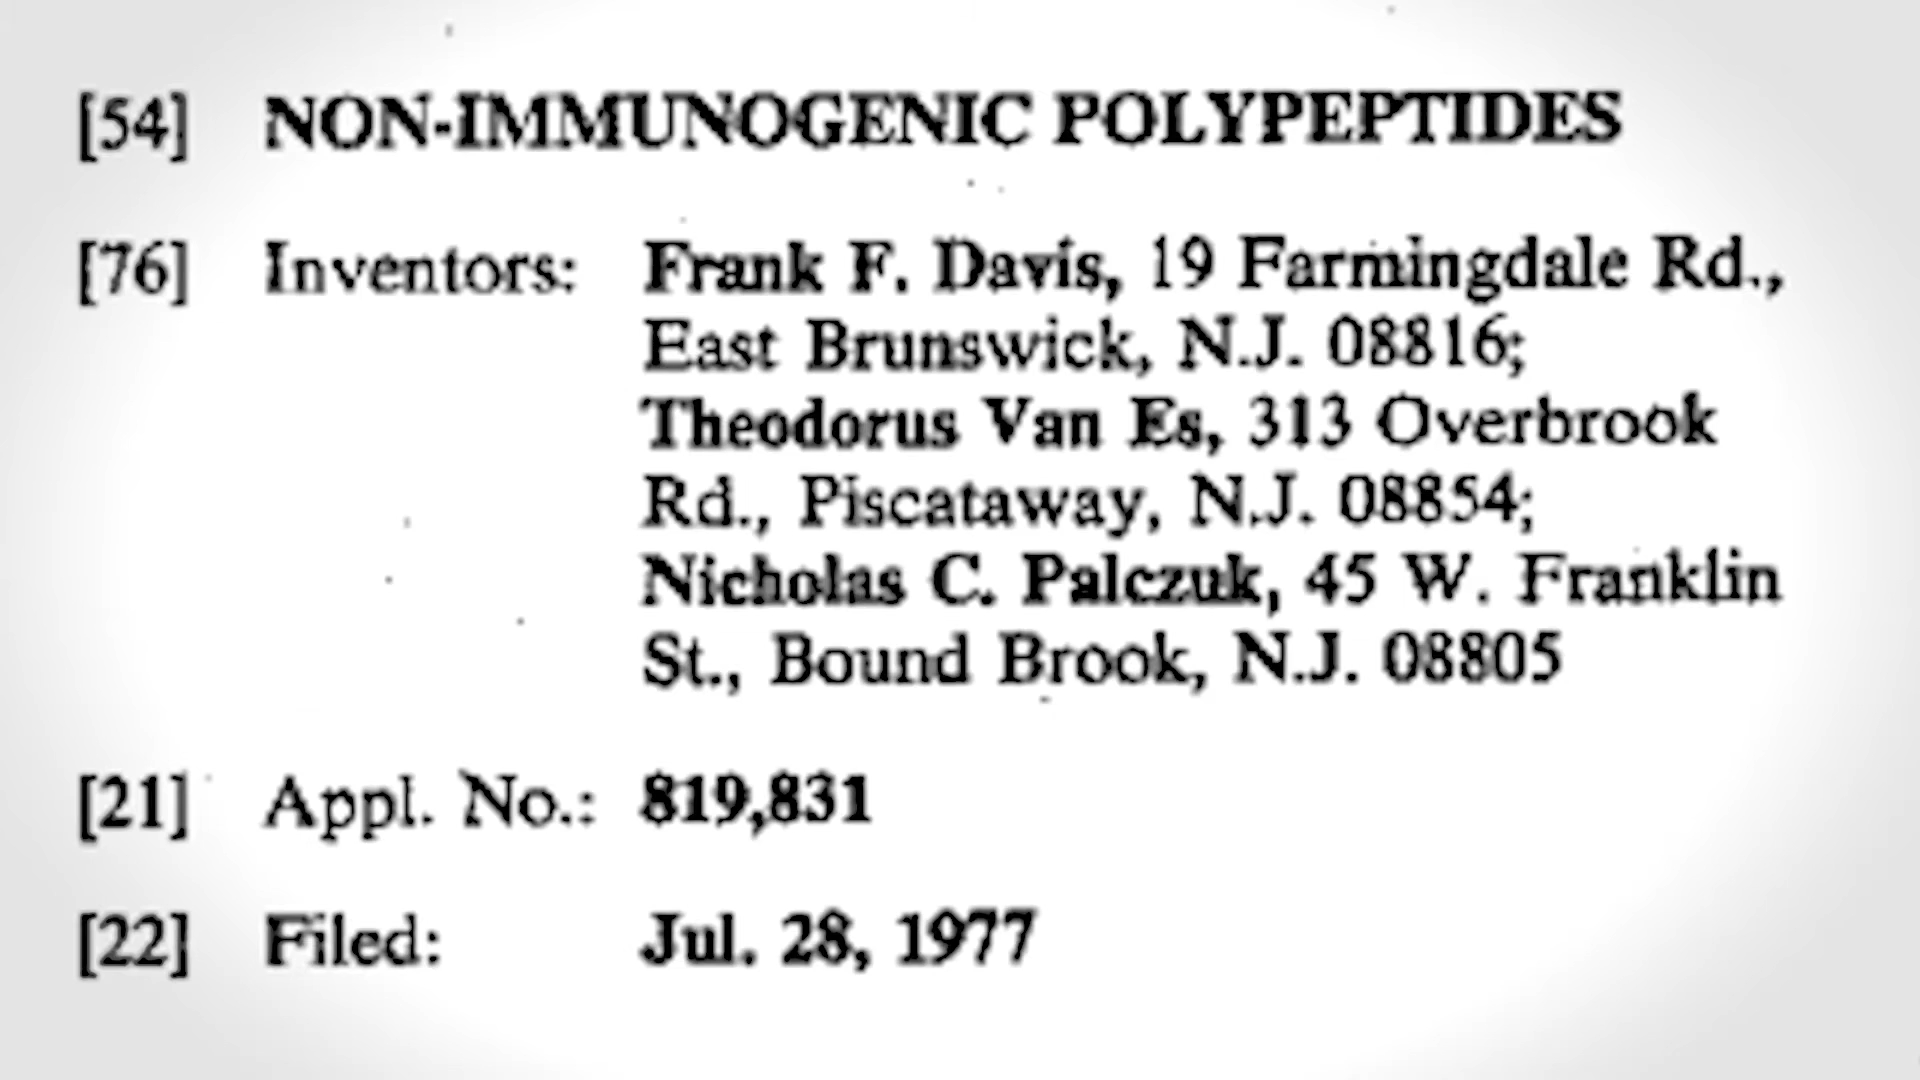 [54] NON-IMMUNOGENIC POLYPEPTIDES
[76] Inventors: Frank F. Davis, 19 Farmingdale Rd.,
East Brunswick, N.J. 08816;
Theodorus Van Es, 313 Overbrook
Rd., Piscataway, N.J. 08854;
Nicholas C. Palczuk, 45 W. Franklin
St., Bound Brook, N.J. 08805
[21] Appl. No.: 819,831
[22] Filed: Jul. 28, 1977